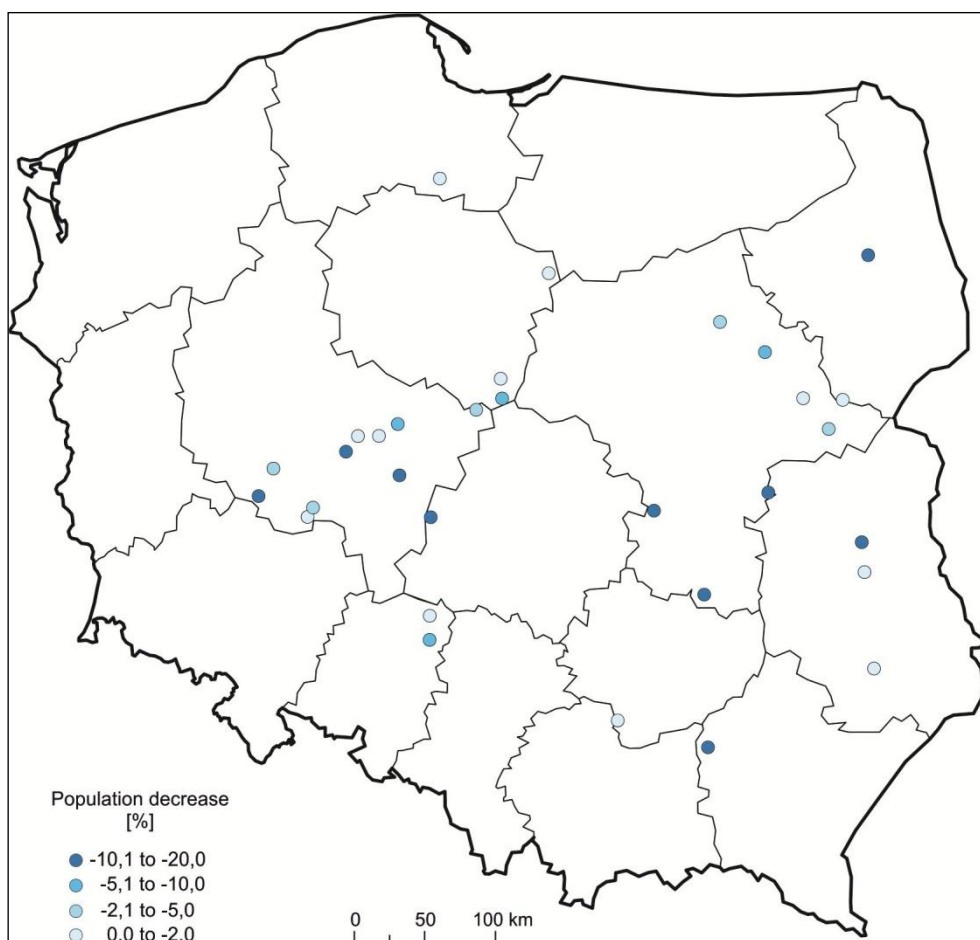 Population decrease
[%]
-10,1 to -20,0
-5,1 to -10,0
-2,1 to -5,0
0,0 to -2,0
0 50 100 km